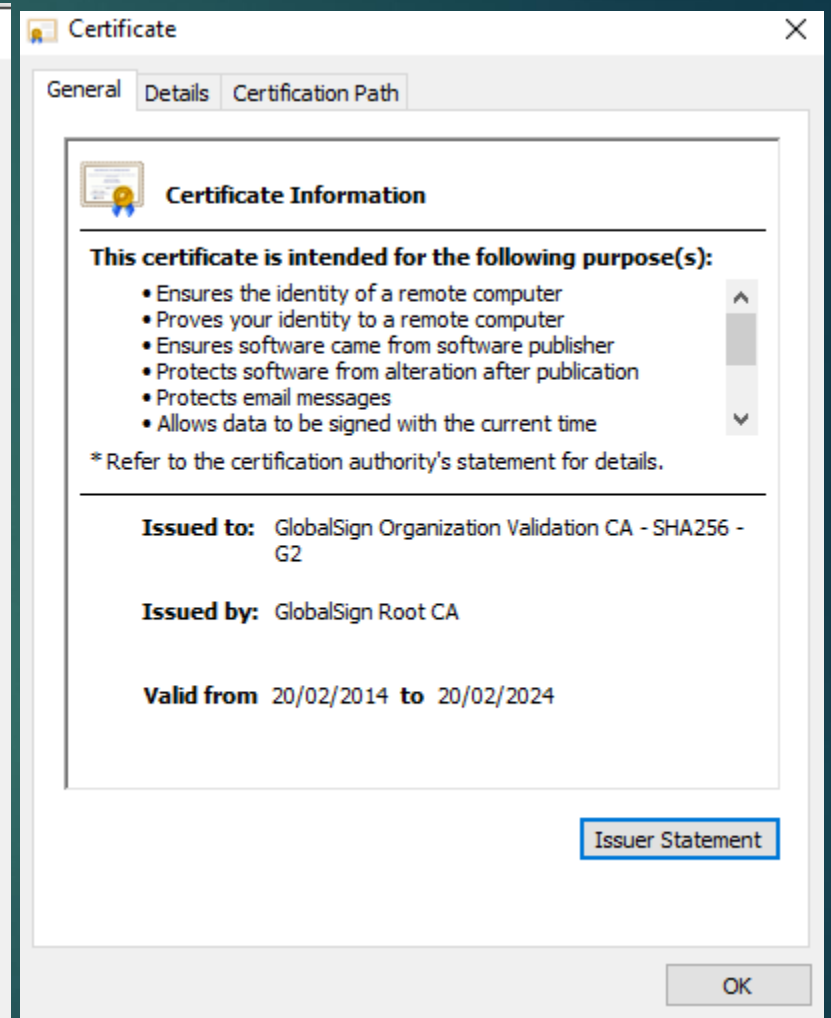 Certificate
General Details Certification Path
Certificate Information
This certificate is intended for the following purpose(s):
• Ensures the identity of a remote computer
• Proves your identity to a remote computer
• Ensures software came from software publisher
• Protects software from alteration after publication
• Protects email messages
• Allows data to be signed with the current time
* Refer to the certification authority's statement for details.
Issued to: GlobalSign Organization Validation CA - SHA256 -
G2
Issued by: GlobalSign Root CA
Valid from 20/02/2014 to 20/02/2024
Issuer Statement
OK